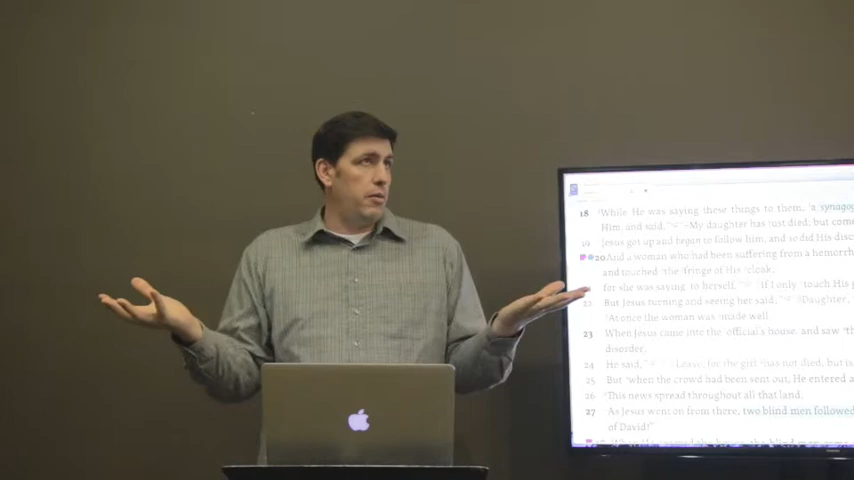 18 While He was saying these things to them, a synagog
Him, and said, "My daughter has just died; but com
19 Jesus got up and began to follow him, and so did His disc
20 And a woman who had been suffering from a hemorrh
and touched the fringe of His cloak;
for she was saying to herself, "If I only touch His g
22 But Jesus turning and seeing her said, "Daughter,
At once the woman was made well.
23 When Jesus came into the official's house, and saw th
disorder,
24 He said, "Leave; for the girl has not died, but is
25 But when the crowd had been sent out, He entered a
26 This news spread throughout all that land.
27 As Jesus went on from there, two blind men followed
of David!"